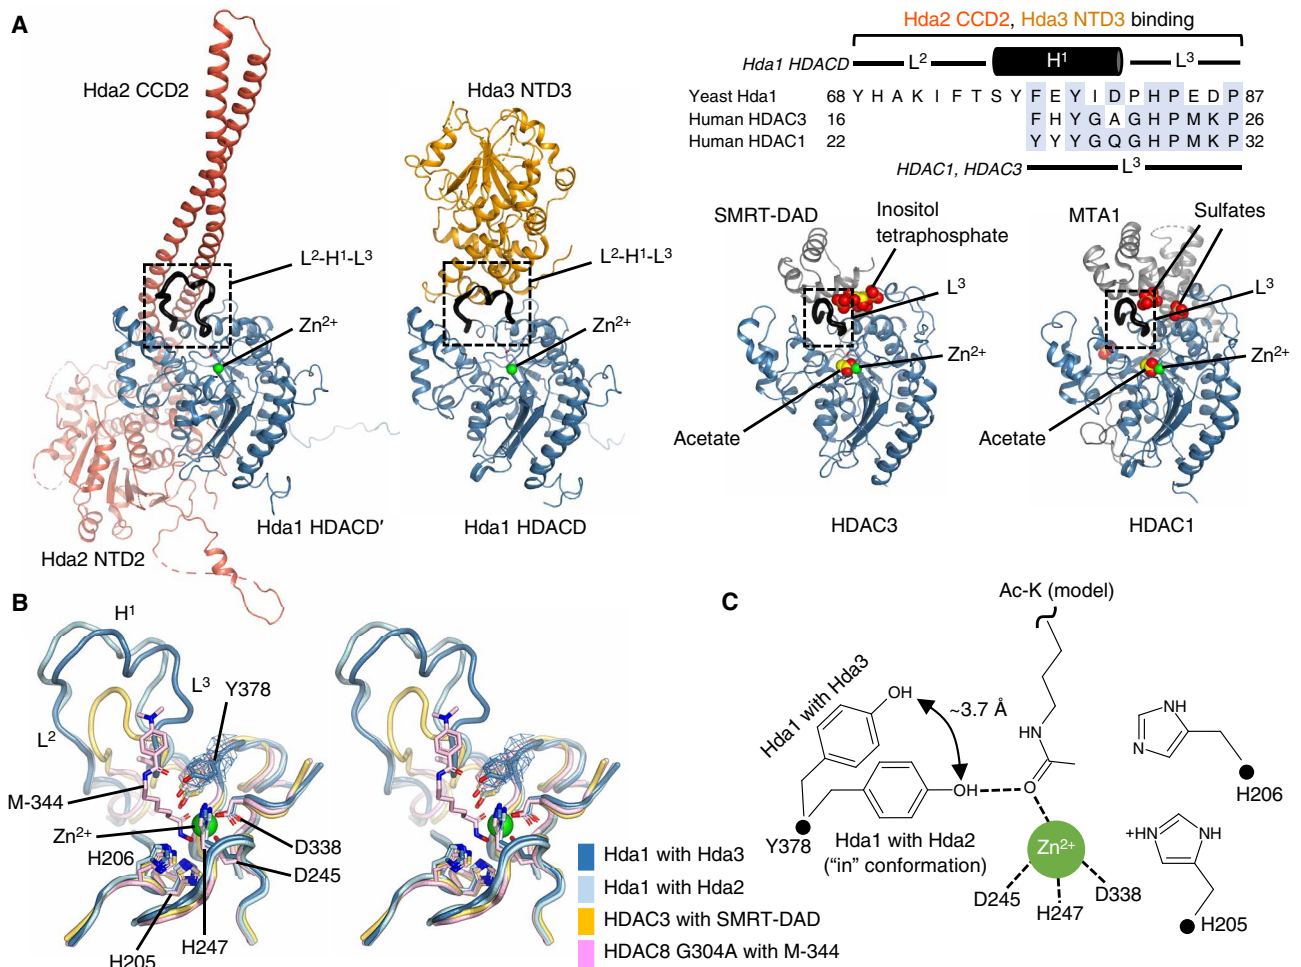 A
Hda2 CCD2
Hda3 NTD3
L²-H¹-L³
L²-H¹-L³
Zn²⁺
Zn²⁺
Hda1 HDACD′
Hda1 HDACD
Hda2 NTD2
Hda2 CCD2, Hda3 NTD3 binding
Hda1 HDACD L² H¹ L³
Yeast Hda1 68 Y H A K I F T S Y F E Y I D P H P E D P 87
Human HDAC3 16 F H Y G A G H P M K P 26
Human HDAC1 22 Y Y Y G Q G H P M K P 32
HDAC1, HDAC3 L³
SMRT-DAD
Inositol
tetraphosphate
L³
Zn²⁺
Acetate
HDAC3
MTA1
Sulfates
L³
Zn²⁺
Acetate
HDAC1
B
H¹
L³
Y378
L²
M-344
Zn²⁺
H206
D338
D245
H247
H205
Hda1 with Hda3
Hda1 with Hda2
HDAC3 with SMRT-DAD
HDAC8 G304A with M-344
C
Ac-K (model)
Hda1 with Hda3
OH
~3.7 Å
HN
OH
O
Y378
Hda1 with Hda2
("in" conformation)
Zn²⁺
D245
H247
D338
NH
N
H206
+HN
NH
H205